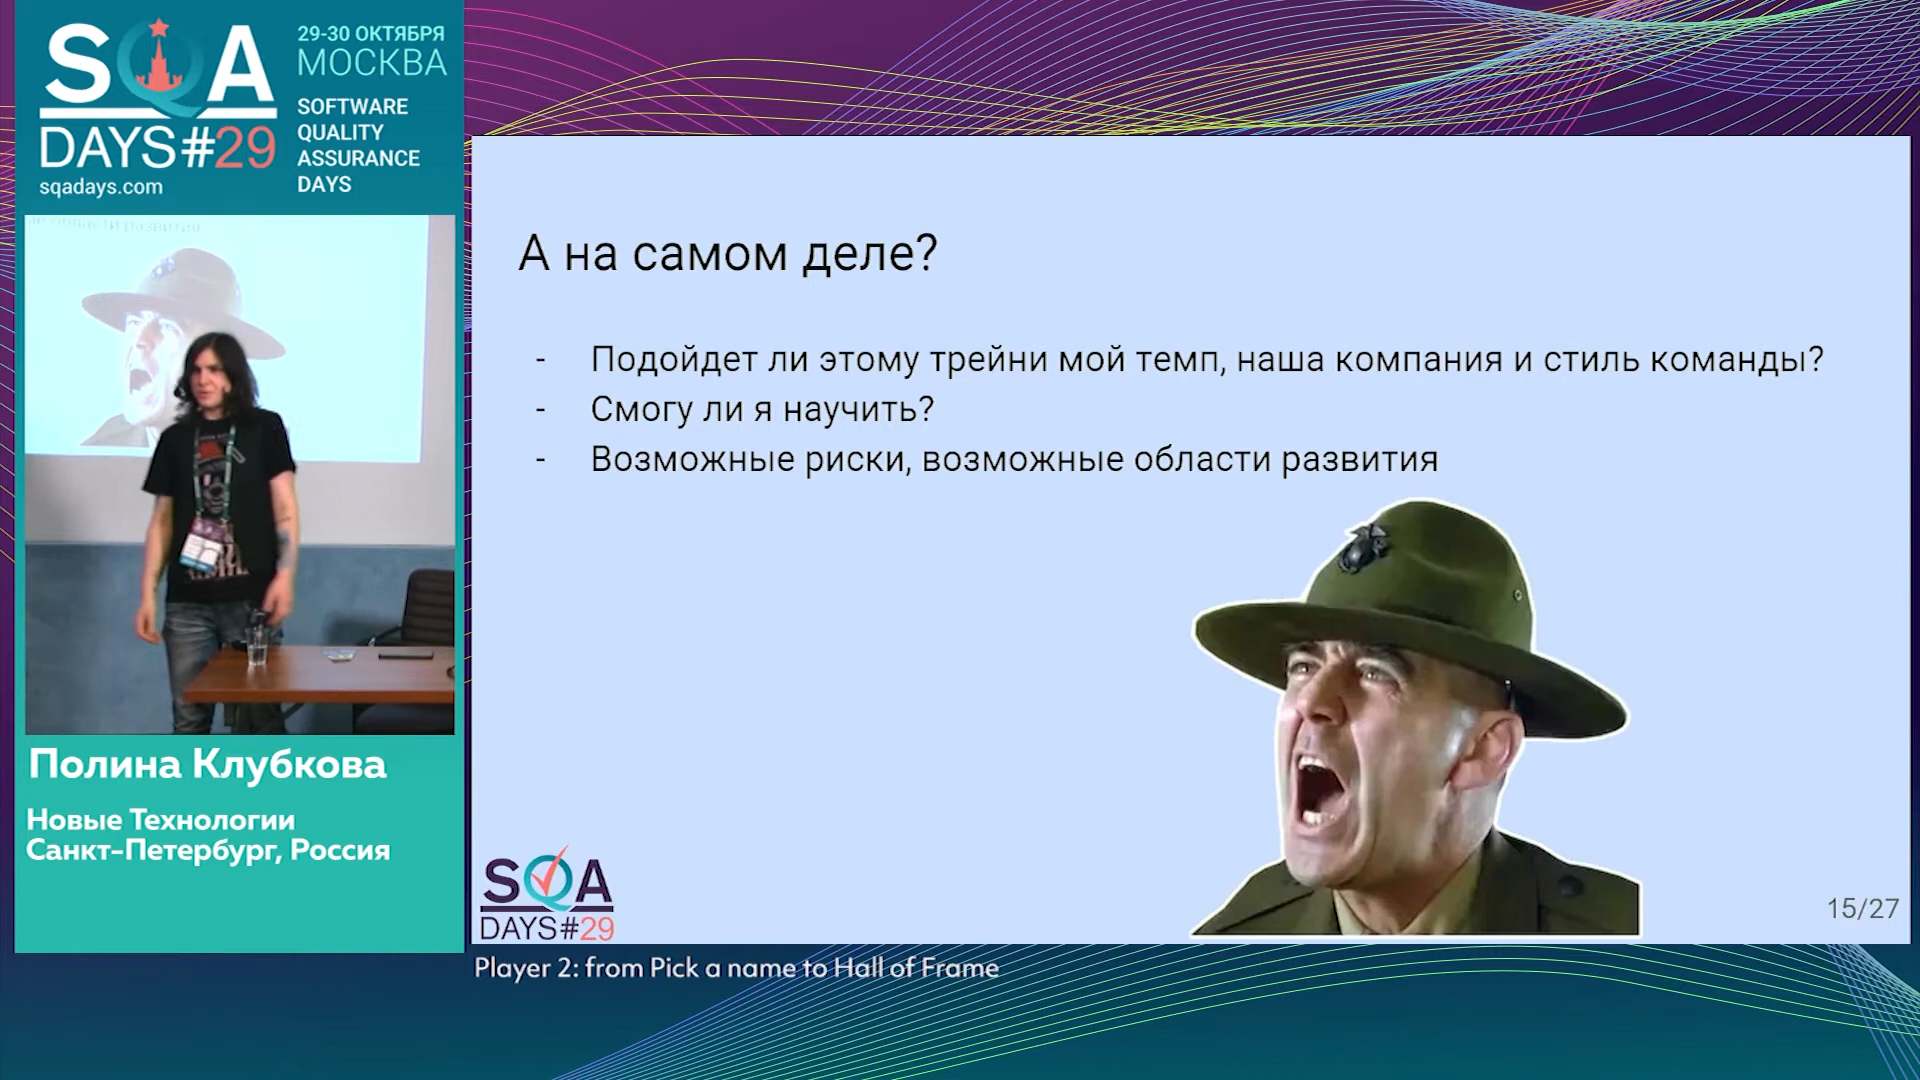 SQA
DAYS#29
sqadays.com
29-30 ОКТЯБРЯ
МОСКВА
SOFTWARE
QUALITY
ASSURANCE
DAYS
Полина Клубкова
Новые Технологии
Санкт-Петербург, Россия
А на самом деле?
- Подойдет ли этому трейни мой темп, наша компания и стиль команды?
- Смогу ли я научить?
- Возможные риски, возможные области развития
SQA
DAYS#29
15/27
Player 2: from Pick a name to Hall of Frame